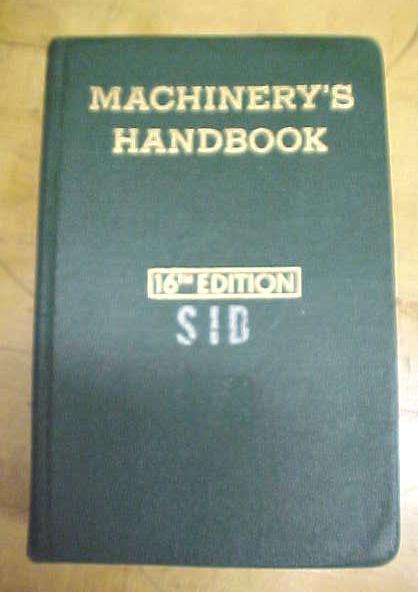 MACHINERY'S
HANDBOOK
16TH EDITION
SID